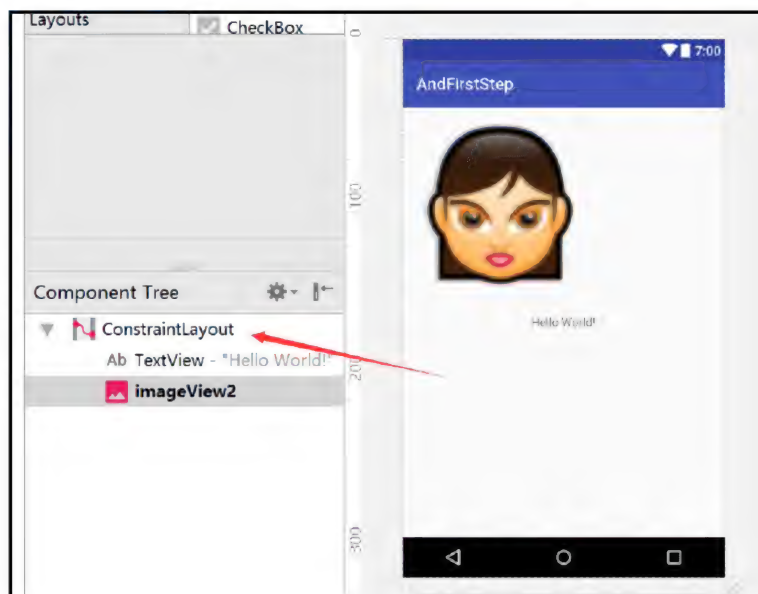 Layouts
CheckBox
0
7:00
AndFirstStep
100
Hello World!
Component Tree
ConstraintLayout
Ab TextView - "Hello World!"
200
imageView2
300